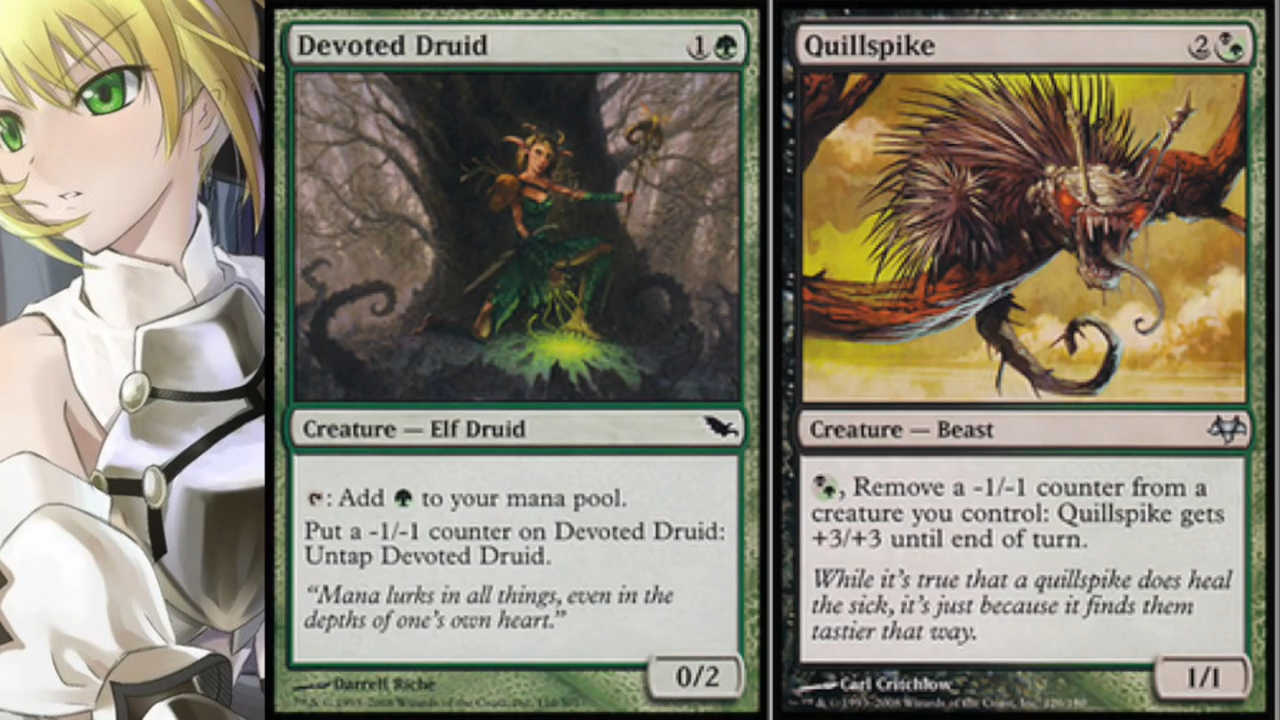 Devoted Druid 1
Creature — Elf Druid
: Add to your mana pool.
Put a -1/-1 counter on Devoted Druid:
Untap Devoted Druid.
“Mana lurks in all things, even in the
depths of one’s own heart.”
0/2
Darrell Riche
Quillspike 2
Creature — Beast
, Remove a -1/-1 counter from a
creature you control: Quillspike gets
+3/+3 until end of turn.
While it’s true that a quillspike does heal
the sick, it’s just because it finds them
tastier that way.
1/1
Carl Critchlow